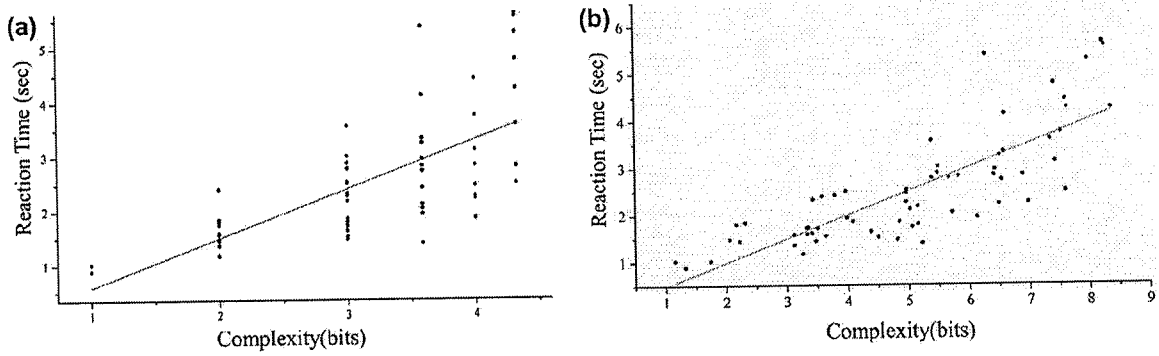 (a)
Reaction Time (sec)
5
4
3
2
1
1 2 3 4
Complexity(bits)
(b)
Reaction Time (sec)
6
5
4
3
2
1
1 2 3 4 5 6 7 8 9
Complexity(bits)